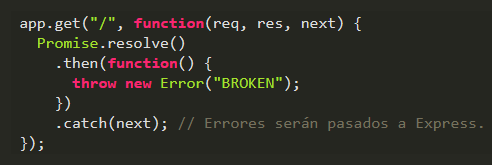 app.get("/", function(req, res, next) {
  Promise.resolve()
    .then(function() {
      throw new Error("BROKEN");
    })
    .catch(next); // Errores serán pasados a Express.
});